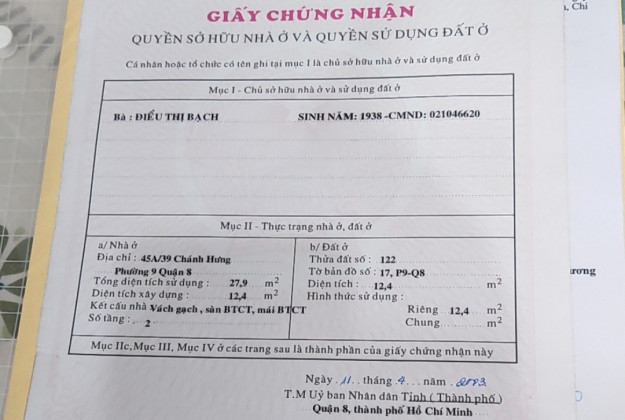 , Chi
GIẤY CHỨNG NHẬN
QUYỀN SỞ HỮU NHÀ Ở VÀ QUYỀN SỬ DỤNG ĐẤT Ở
Cá nhân hoặc tổ chức có tên ghi tại mục I là chủ sở hữu nhà ở và sử dụng đất ở
Mục I - Chủ sở hữu nhà ở và sử dụng đất ở
Bà : ĐIỂU THỊ BẠCH SINH NĂM: 1938 -CMND: 021046620
Mục II - Thực trạng nhà ở, đất ở
a/ Nhà ở
Địa chỉ : 45A/39 Chánh Hưng
Phường 9 Quận 8
Tổng diện tích sử dụng : 27,9 m²
Diện tích xây dựng : 12,4 m²
Kết cấu nhà Vách gạch , sàn BTCT, mái BTCT
Số tầng : 2
b/ Đất ở
Thửa đất số : 122
Tờ bản đồ số : 17, P9-Q8
Diện tích : 12,4 m²
Hình thức sử dụng :
Riêng 12,4 m²
Chung m²
ương
Mục IIc,Mục III, Mục IV ở các trang sau là thành phần của giấy chứng nhận này
Ngày . 11 . . tháng . 4 . . . năm . 2003
T.M Uỷ ban Nhân dân Tỉnh ( Thành phố )
Quận 8, thành phố Hồ Chí Minh